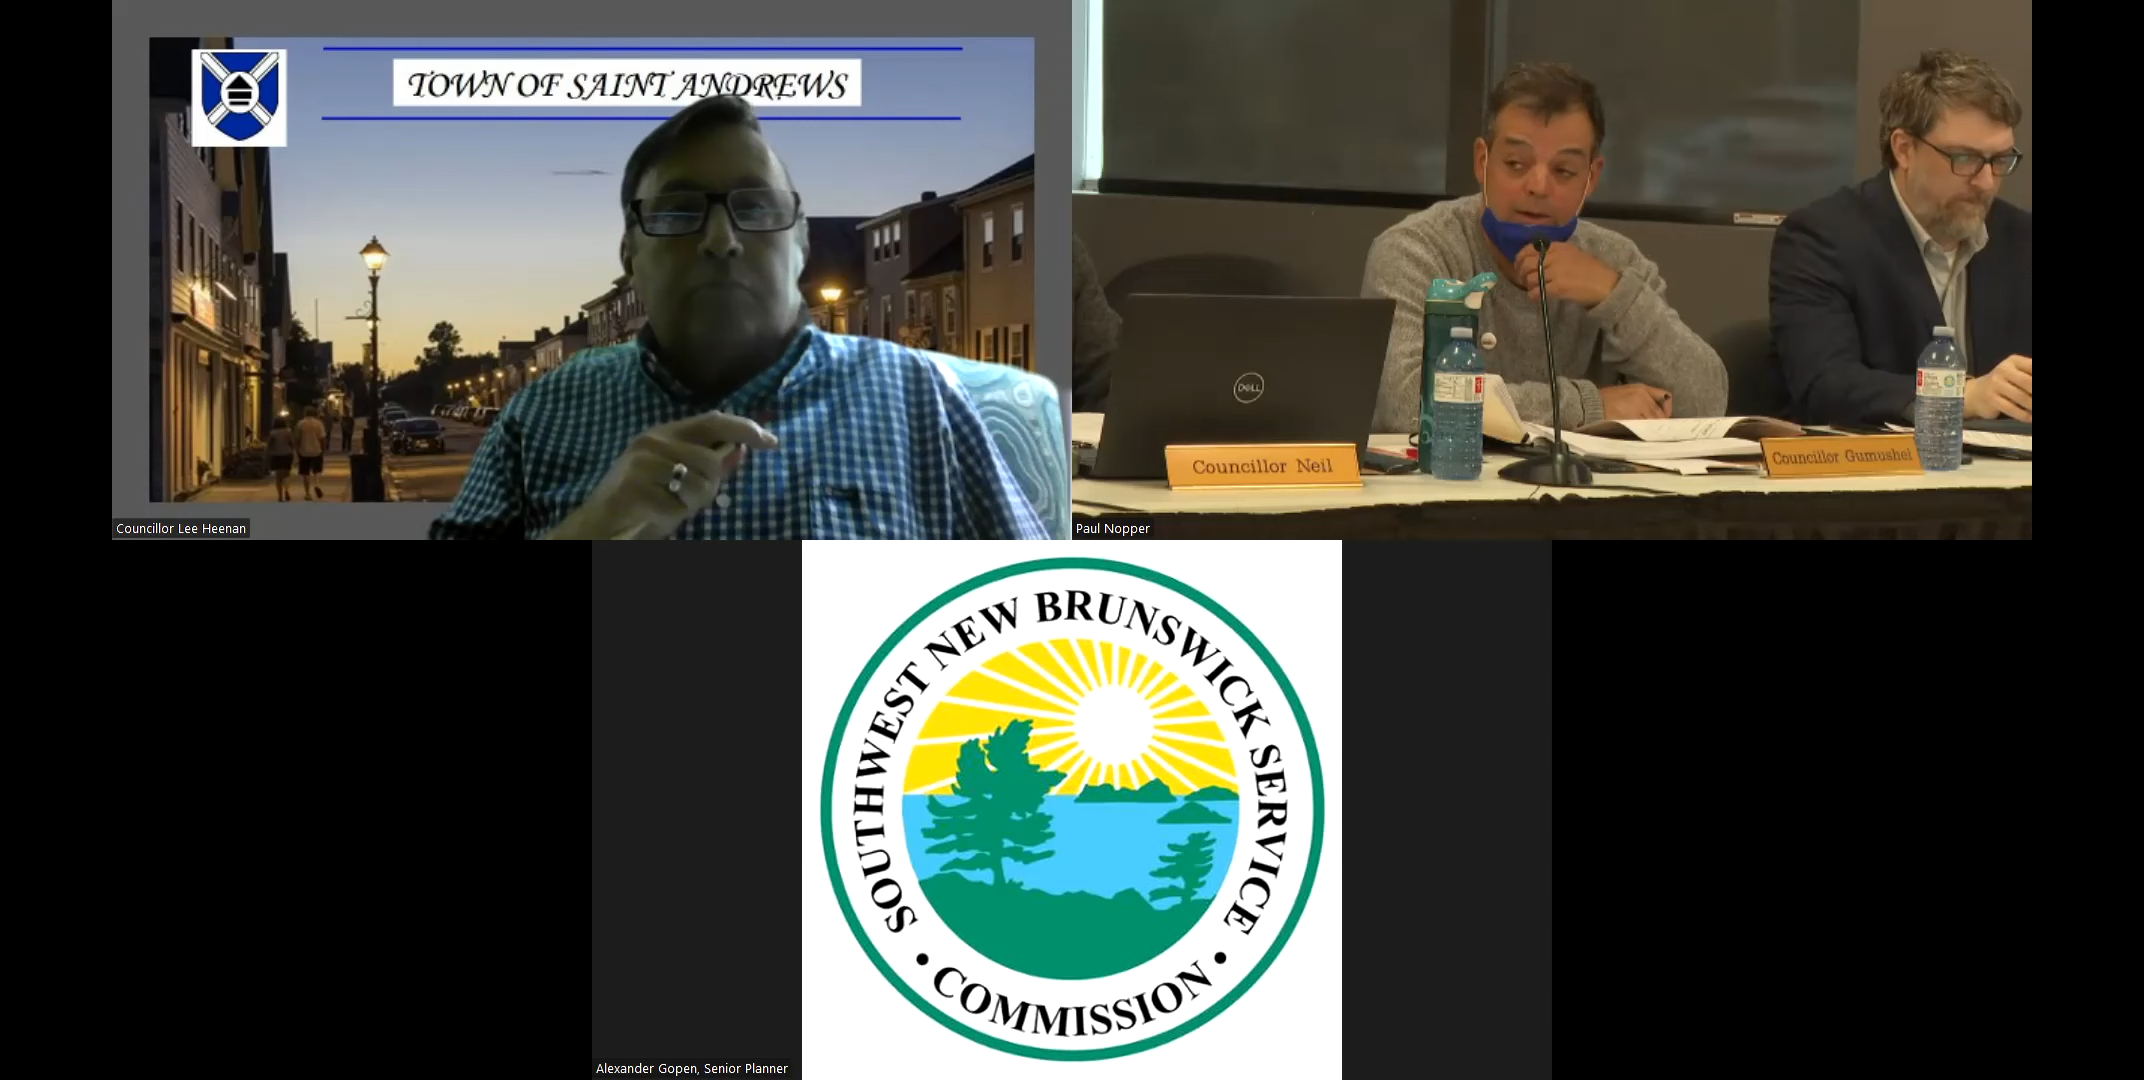 TOWN OF SAINT ANDREWS
Councillor Lee Heenan
DELL
Councillor Neil
Councillor Gumushel
Paul Nopper
SOUTHWEST NEW BRUNSWICK SERVICE
• COMMISSION •
Alexander Gopen, Senior Planner